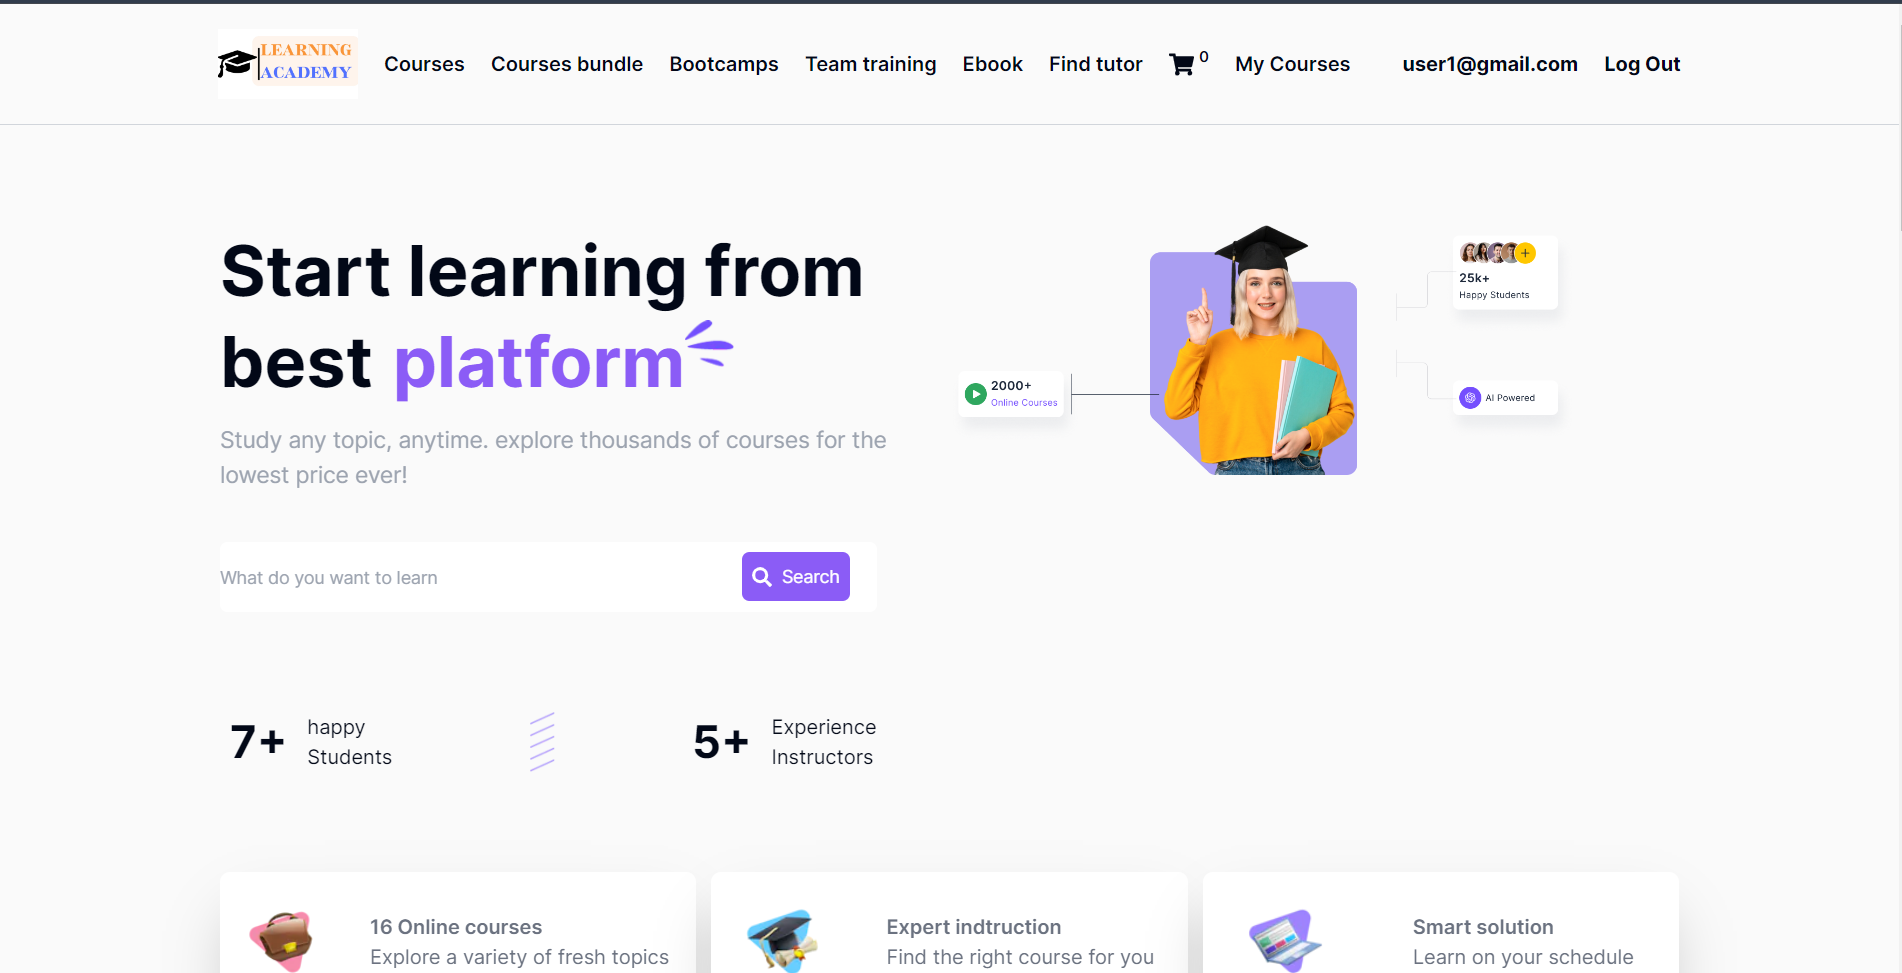 LEARNING
ACADEMY
Courses Courses bundle Bootcamps Team training Ebook Find tutor 0 My Courses user1@gmail.com Log Out
Start learning from
best platform
Study any topic, anytime. explore thousands of courses for the
lowest price ever!
What do you want to learn
Search
7+
happy
Students
5+
Experience
Instructors
2000+
Online Courses
25k+
Happy Students
AI Powered
16 Online courses
Explore a variety of fresh topics
Expert indtruction
Find the right course for you
Smart solution
Learn on your schedule